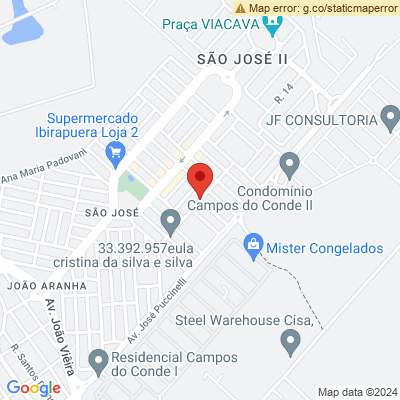 Map error: g.co/staticmaperror
Praça VIACAVA
SÃO JOSÉ II
R. 14
Supermercado
Ibirapuera Loja 2
JF CONSULTORIA
Ana Maria Padovani
Condomínio
Campos do Conde II
SÃO JOSÉ
33.392.957eula
cristina da silva e silva
Mister Congelados
JOÃO ARANHA
Av. João Vieira
Av. José Puccinelli
Steel Warehouse Cisa,
R. Santos
Residencial Campos
do Conde I
Google
Map data ©2024